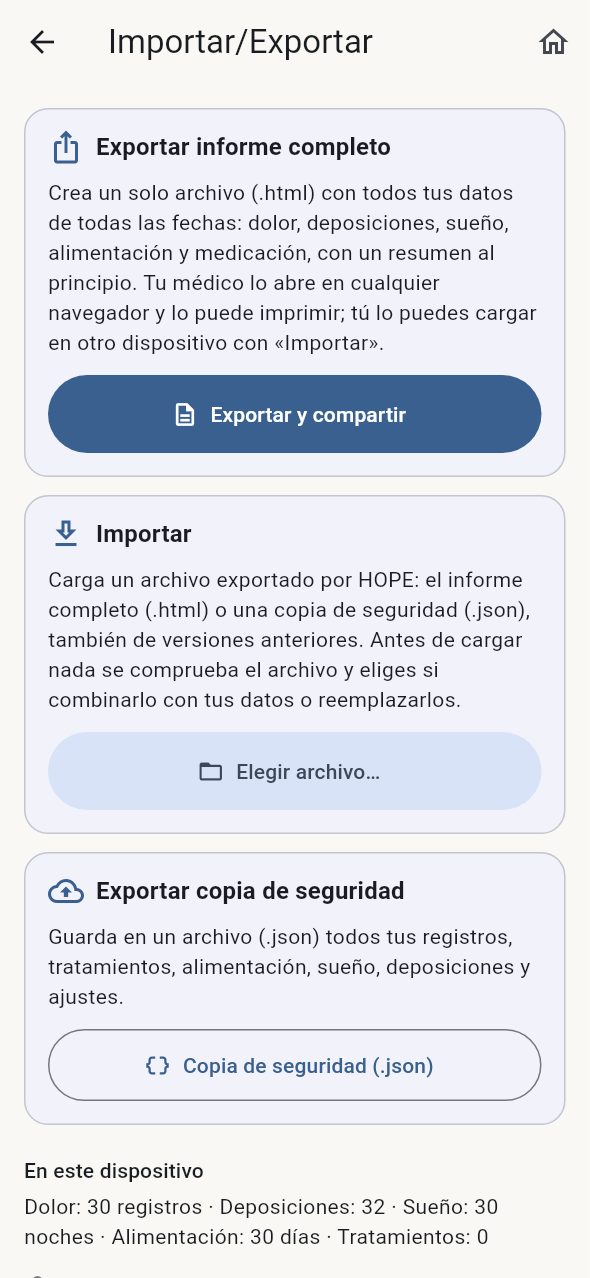 Importar/Exportar
Exportar informe completo
Crea un solo archivo (.html) con todos tus datos
de todas las fechas: dolor, deposiciones, sueño,
alimentación y medicación, con un resumen al
principio. Tu médico lo abre en cualquier
navegador y lo puede imprimir; tú lo puedes cargar
en otro dispositivo con «Importar».
Exportar y compartir
Importar
Carga un archivo exportado por HOPE: el informe
completo (.html) o una copia de seguridad (.json),
también de versiones anteriores. Antes de cargar
nada se comprueba el archivo y eliges si
combinarlo con tus datos o reemplazarlos.
Elegir archivo…
Exportar copia de seguridad
Guarda en un archivo (.json) todos tus registros,
tratamientos, alimentación, sueño, deposiciones y
ajustes.
Copia de seguridad (.json)
En este dispositivo
Dolor: 30 registros · Deposiciones: 32 · Sueño: 30
noches · Alimentación: 30 días · Tratamientos: 0